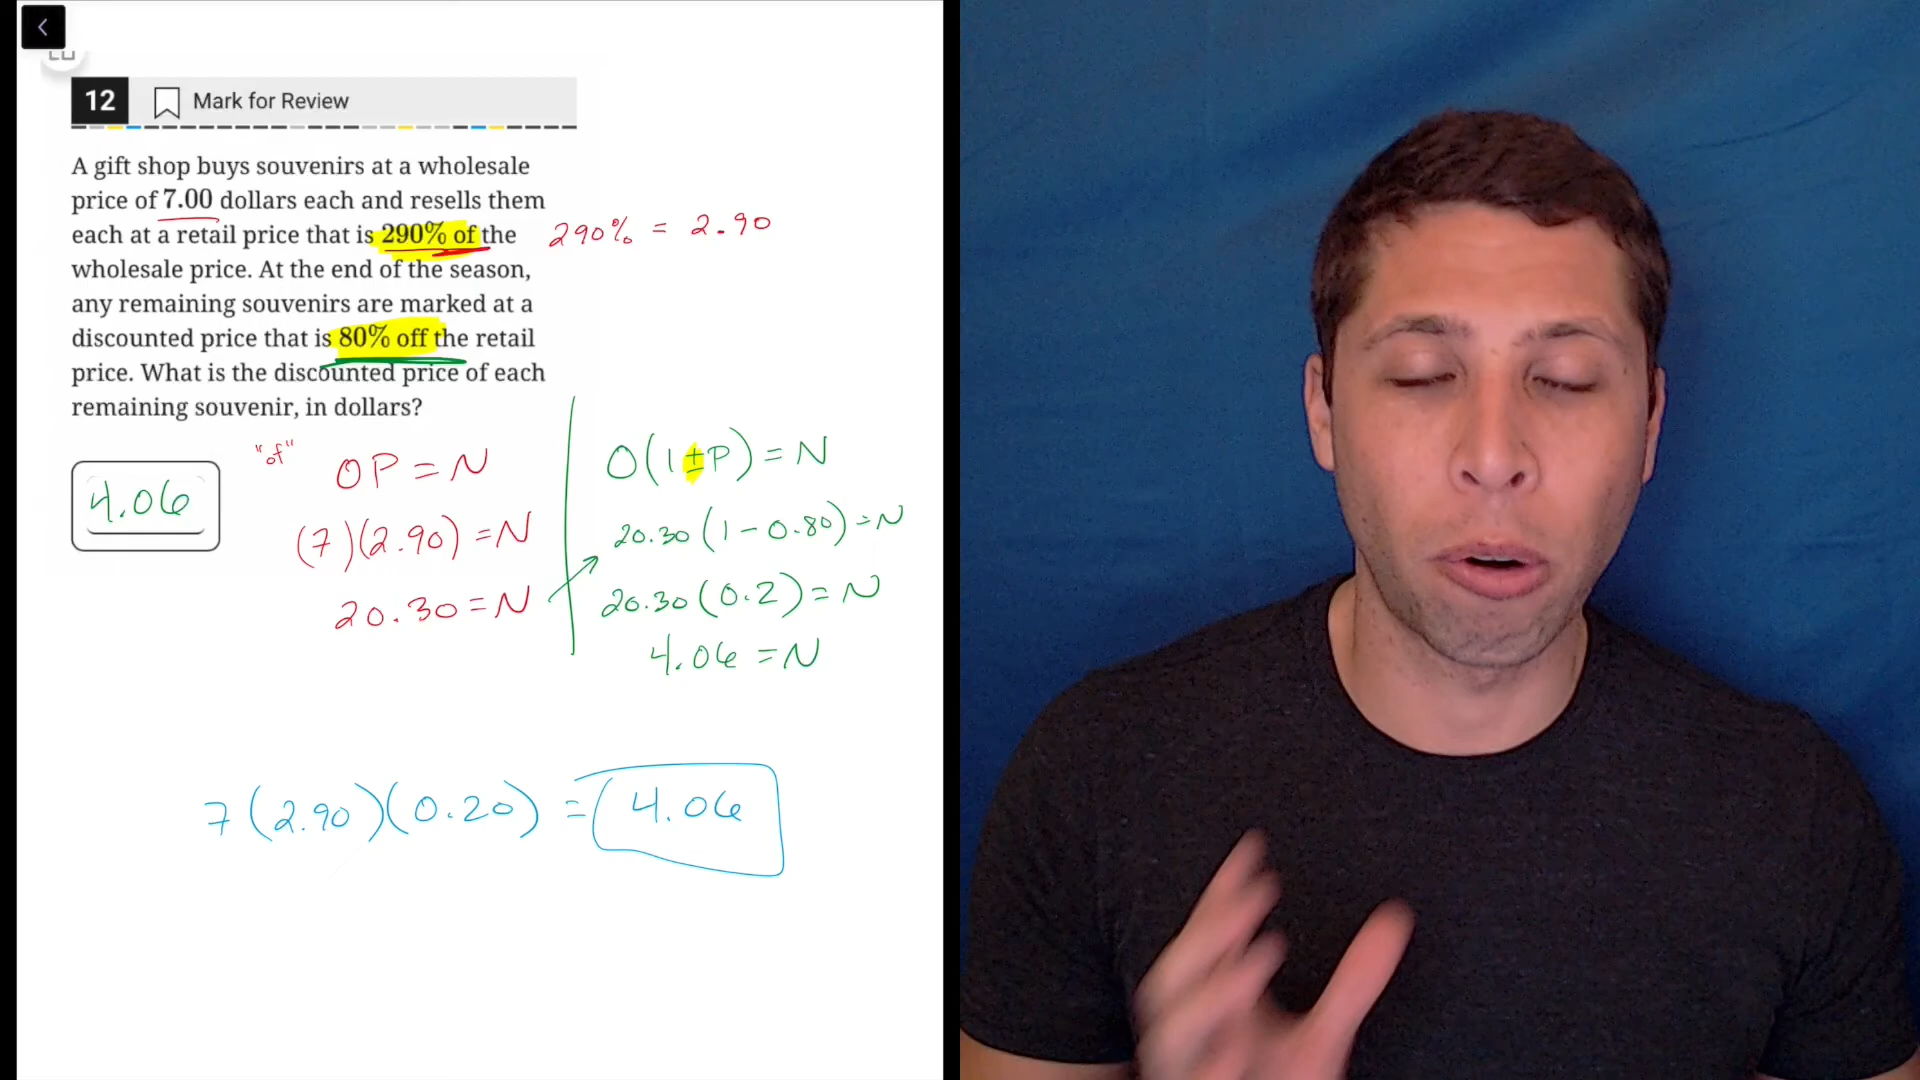 12 Mark for Review
A gift shop buys souvenirs at a wholesale
price of 7.00 dollars each and resells them
each at a retail price that is 290% of the
wholesale price. At the end of the season,
any remaining souvenirs are marked at a
discounted price that is 80% off the retail
price. What is the discounted price of each
remaining souvenir, in dollars?
290% = 2.90
4.06
"of" OP = N
(7)(2.90) = N
20.30 = N
O(1 ± P) = N
20.30(1 - 0.80) = N
20.30(0.2) = N
4.06 = N
7(2.90)(0.20) = 4.06